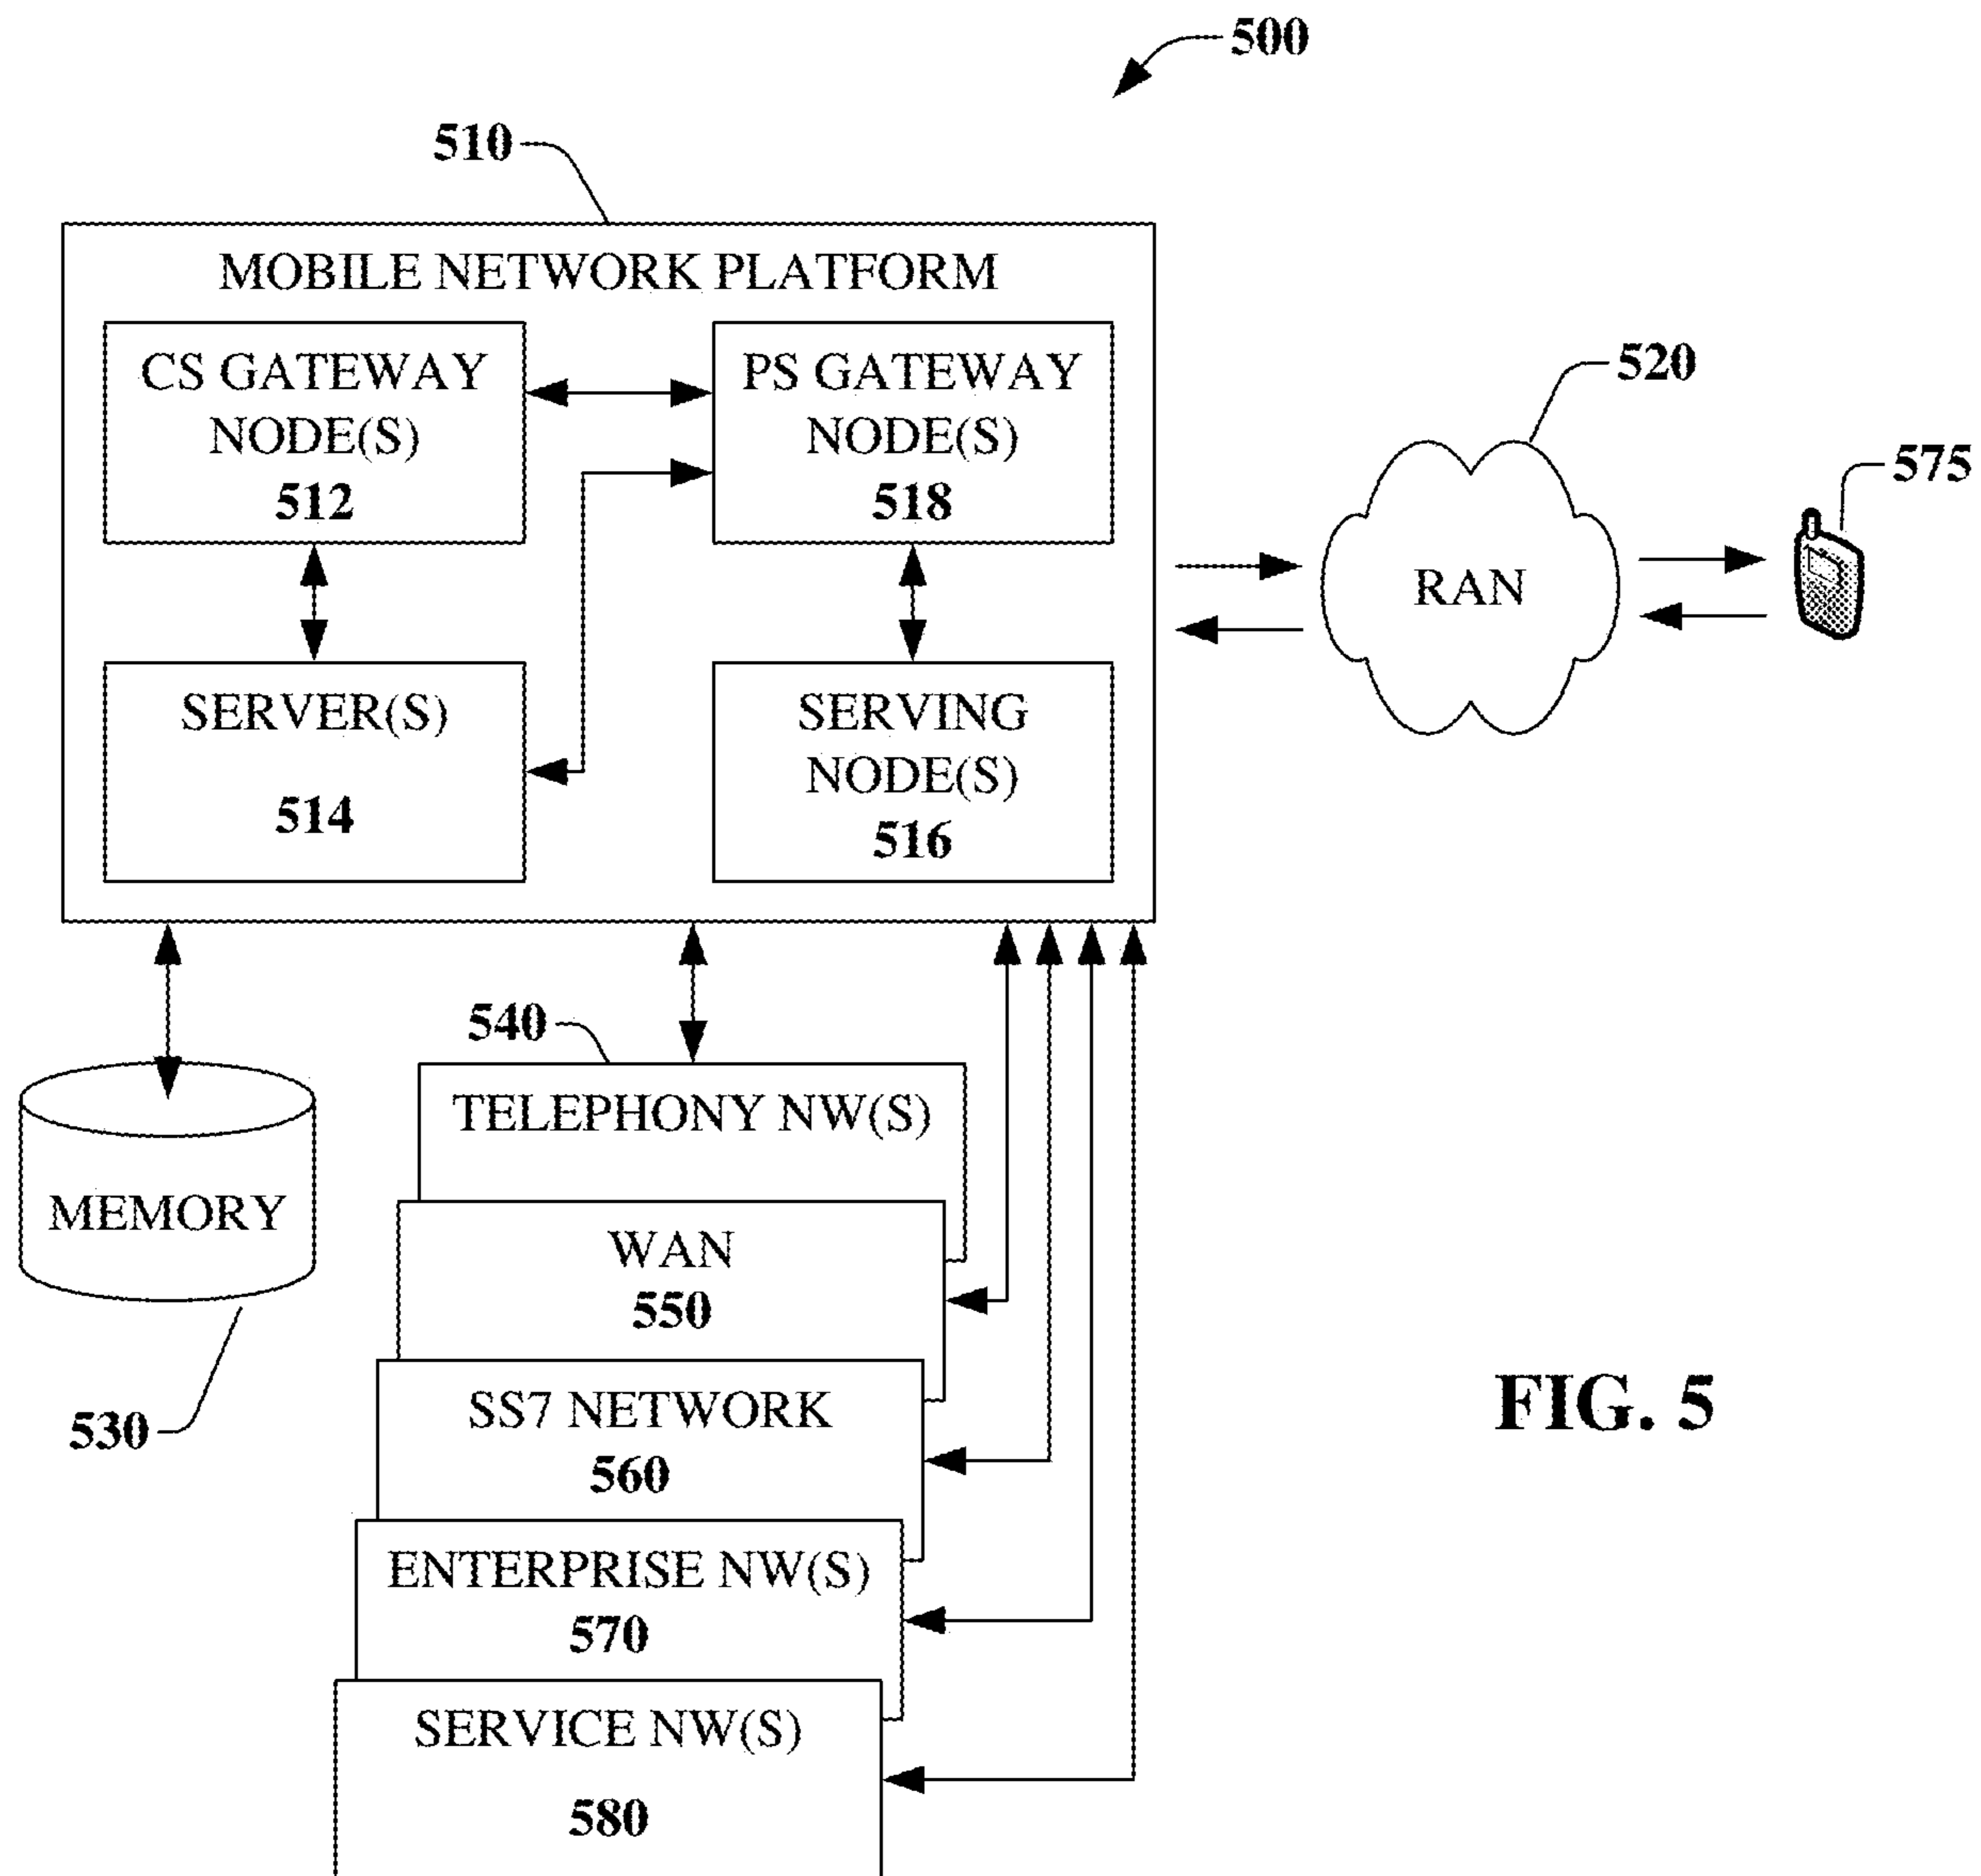 500
510
MOBILE NETWORK PLATFORM
CS GATEWAY
NODE(S)
512
PS GATEWAY
NODE(S)
518
SERVER(S)
514
SERVING
NODE(S)
516
520
RAN
575
540
TELEPHONY NW(S)
MEMORY
530
WAN
550
SS7 NETWORK
560
ENTERPRISE NW(S)
570
SERVICE NW(S)
580
FIG. 5